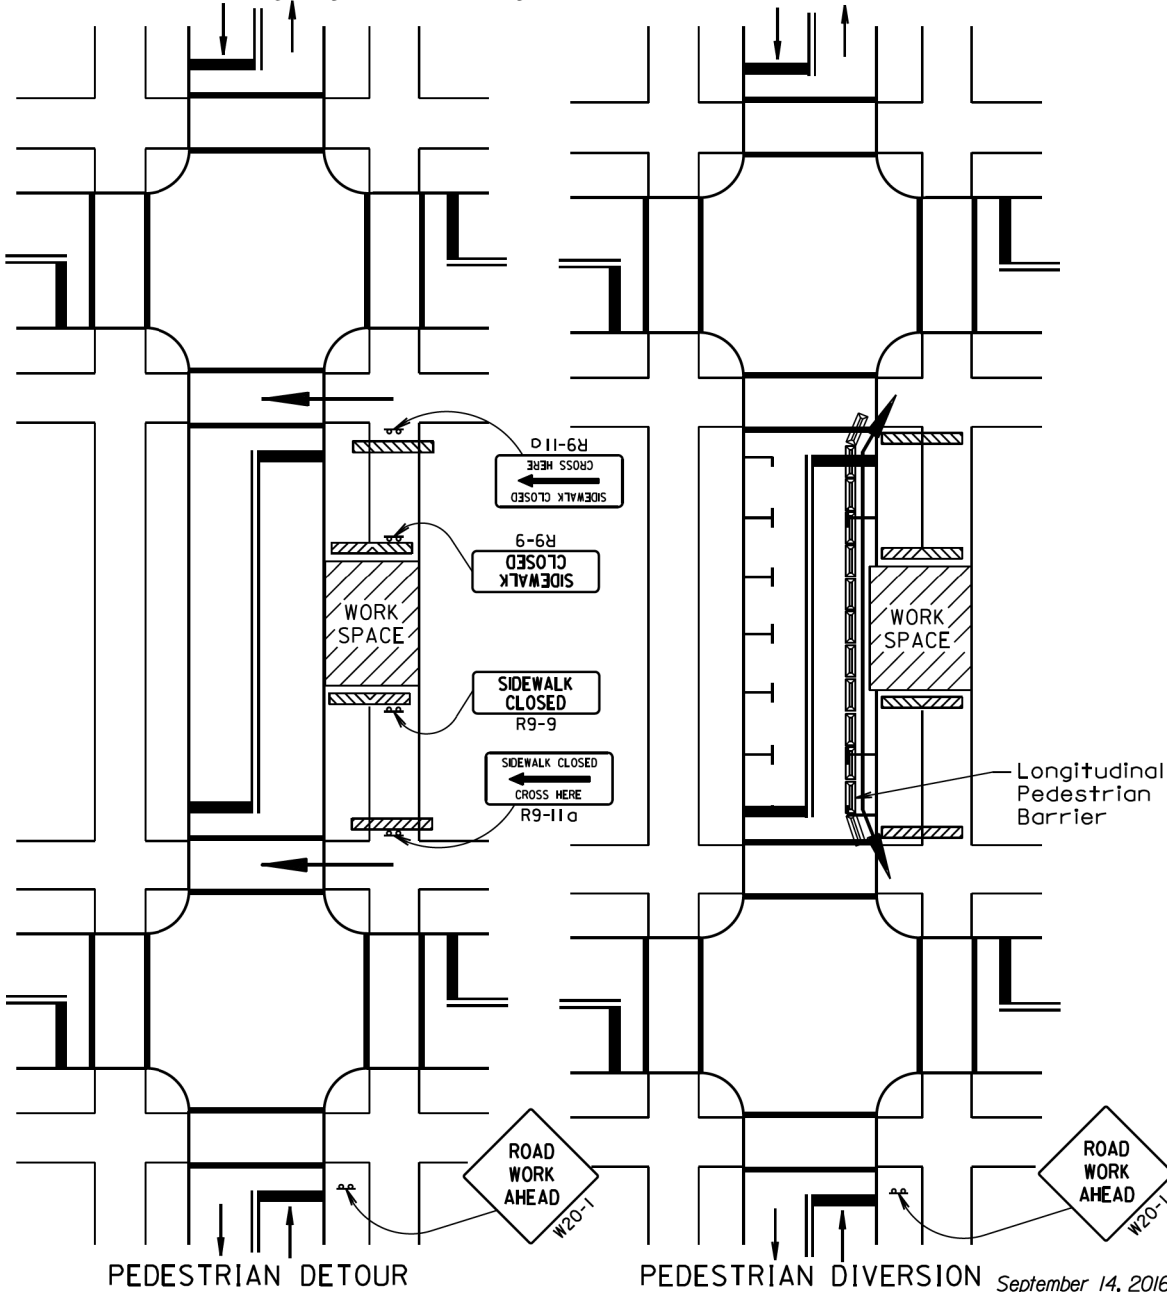 R9-11a
SIDEWALK CLOSED
CROSS HERE
R9-9
SIDEWALK
CLOSED
WORK
SPACE
SIDEWALK
CLOSED
R9-9
SIDEWALK CLOSED
CROSS HERE
R9-11a
ROAD
WORK
AHEAD
W20-1
PEDESTRIAN DETOUR
WORK
SPACE
Longitudinal
Pedestrian
Barrier
ROAD
WORK
AHEAD
W20-1
PEDESTRIAN DIVERSION
September 14, 2016